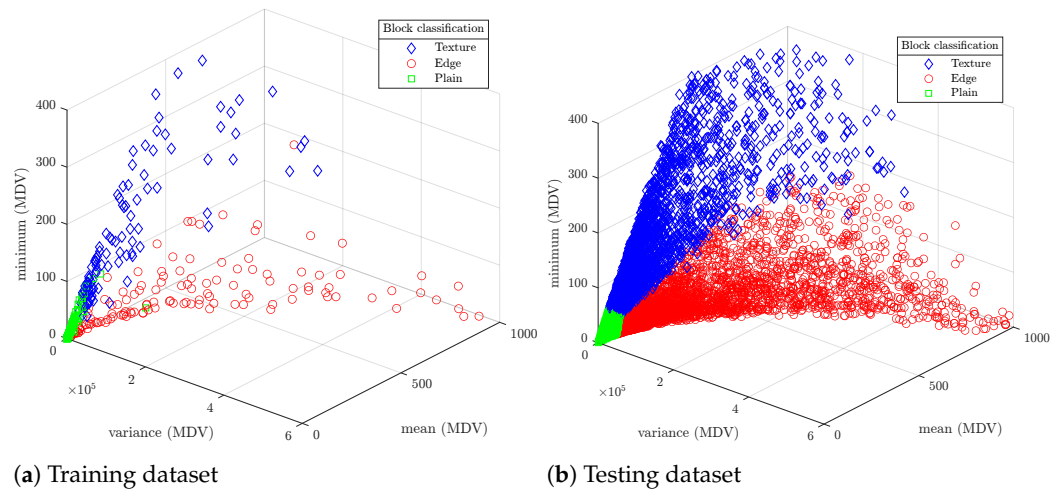 Block classification
Texture
Edge
Plain
400
300
200
100
0
minimum (MDV)
0
2
4
6
×10⁵
variance (MDV)
0
500
1000
mean (MDV)
(a) Training dataset
Block classification
Texture
Edge
Plain
400
300
200
100
0
minimum (MDV)
0
2
4
6
×10⁵
variance (MDV)
0
500
1000
mean (MDV)
(b) Testing dataset